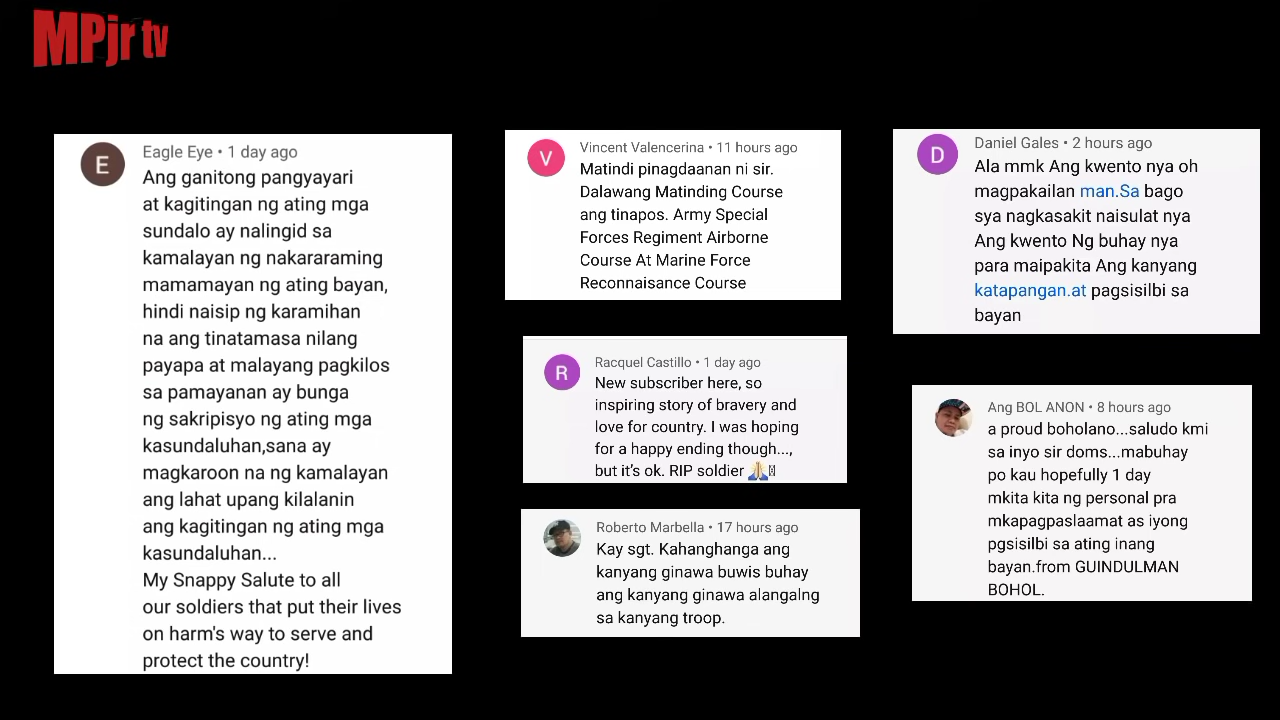 MPjr tv
E
Eagle Eye • 1 day ago
Ang ganitong pangyayari
at kagitingan ng ating mga
sundalo ay nalingid sa
kamalayan ng nakararaming
mamamayan ng ating bayan,
hindi naisip ng karamihan
na ang tinatamasa nilang
payapa at malayang pagkilos
sa pamayanan ay bunga
ng sakripisyo ng ating mga
kasundaluhan,sana ay
magkaroon na ng kamalayan
ang lahat upang kilalanin
ang kagitingan ng ating mga
kasundaluhan...
My Snappy Salute to all
our soldiers that put their lives
on harm's way to serve and
protect the country!
V
Vincent Valencerina • 11 hours ago
Matindi pinagdaanan ni sir.
Dalawang Matinding Course
ang tinapos. Army Special
Forces Regiment Airborne
Course At Marine Force
Reconnaisance Course
R
Racquel Castillo • 1 day ago
New subscriber here, so
inspiring story of bravery and
love for country. I was hoping
for a happy ending though...,
but it's ok. RIP soldier 🙏
Roberto Marbella • 17 hours ago
Kay sgt. Kahanghanga ang
kanyang ginawa buwis buhay
ang kanyang ginawa alangalng
sa kanyang troop.
D
Daniel Gales • 2 hours ago
Ala mmk Ang kwento nya oh
magpakailan man.Sa bago
sya nagkasakit naisulat nya
Ang kwento Ng buhay nya
para maipakita Ang kanyang
katapangan.at pagsisilbi sa
bayan
Ang BOL ANON • 8 hours ago
a proud boholano...saludo kmi
sa inyo sir doms...mabuhay
po kau hopefully 1 day
mkita kita ng personal pra
mkapagpaslaamat as iyong
pgsisilbi sa ating inang
bayan.from GUINDULMAN
BOHOL.